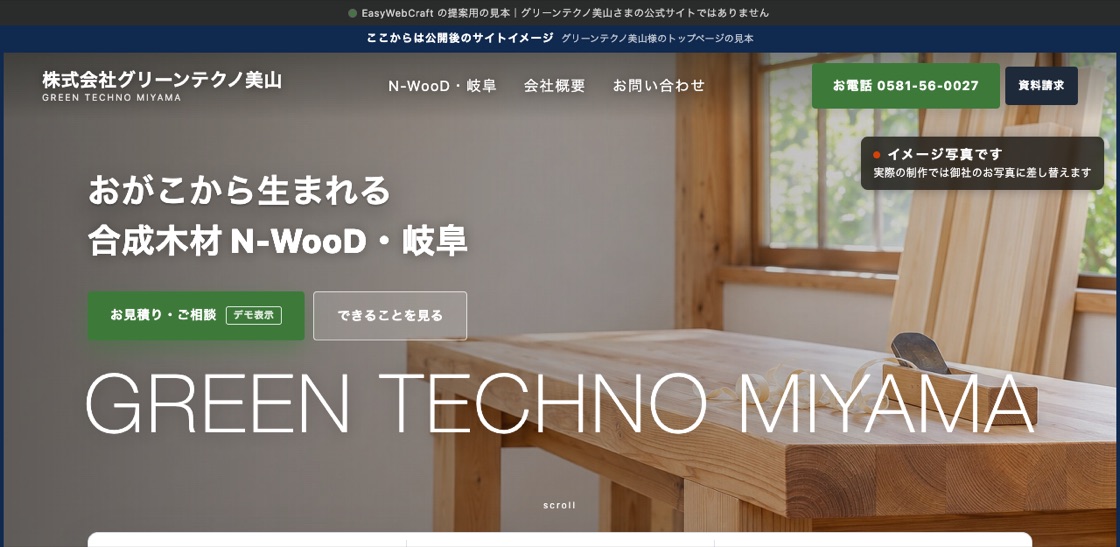 EasyWebCraft の提案用の見本｜グリーンテクノ美山さまの公式サイトではありません
ここからは公開後のサイトイメージ グリーンテクノ美山様のトップページの見本
株式会社グリーンテクノ美山
GREEN TECHNO MIYAMA
N-WooD・岐阜 会社概要 お問い合わせ
お電話 0581-56-0027 資料請求
イメージ写真です
実際の制作では御社のお写真に差し替えます
おがこから生まれる
合成木材 N-WooD・岐阜
お見積り・ご相談 デモ表示 できることを見る
GREEN TECHNO MIYAMA
scroll